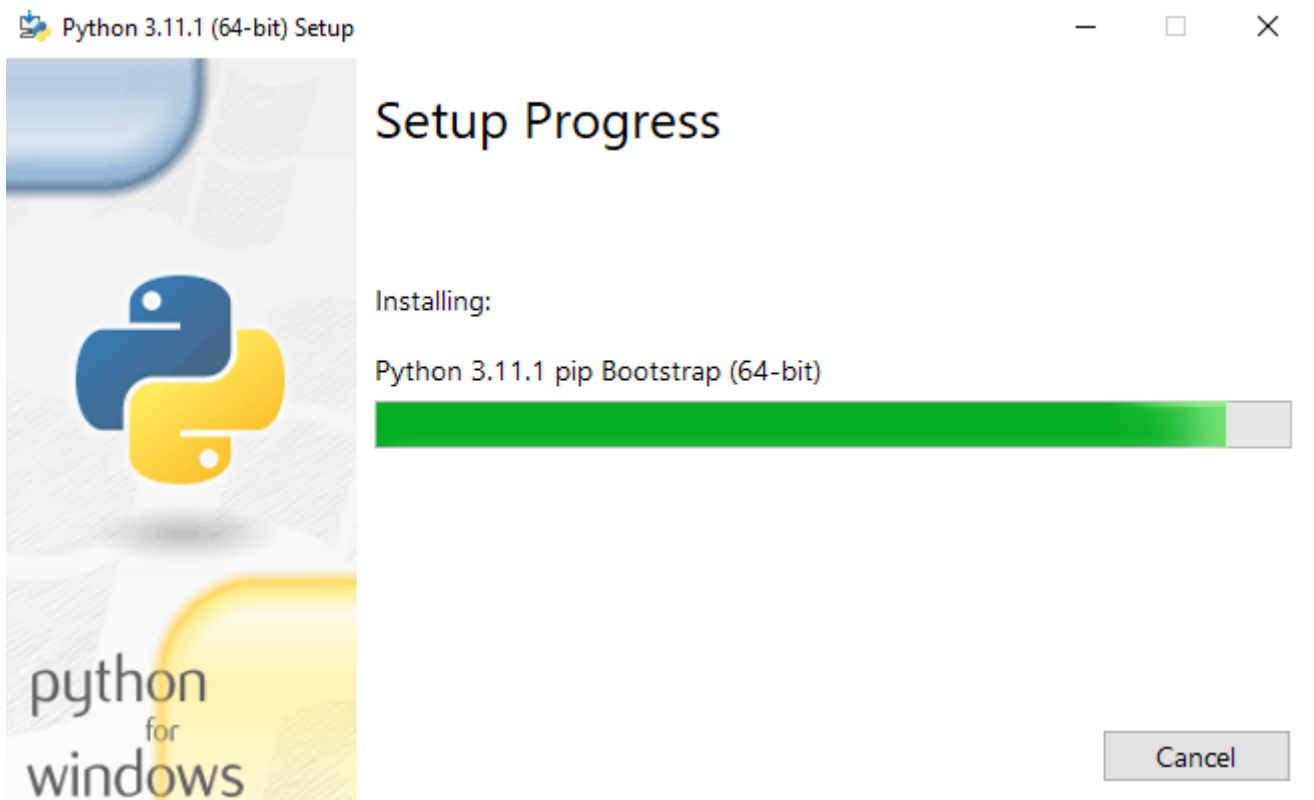 Python 3.11.1 (64-bit) Setup
Setup Progress
Installing:
Python 3.11.1 pip Bootstrap (64-bit)
python
for
windows
Cancel